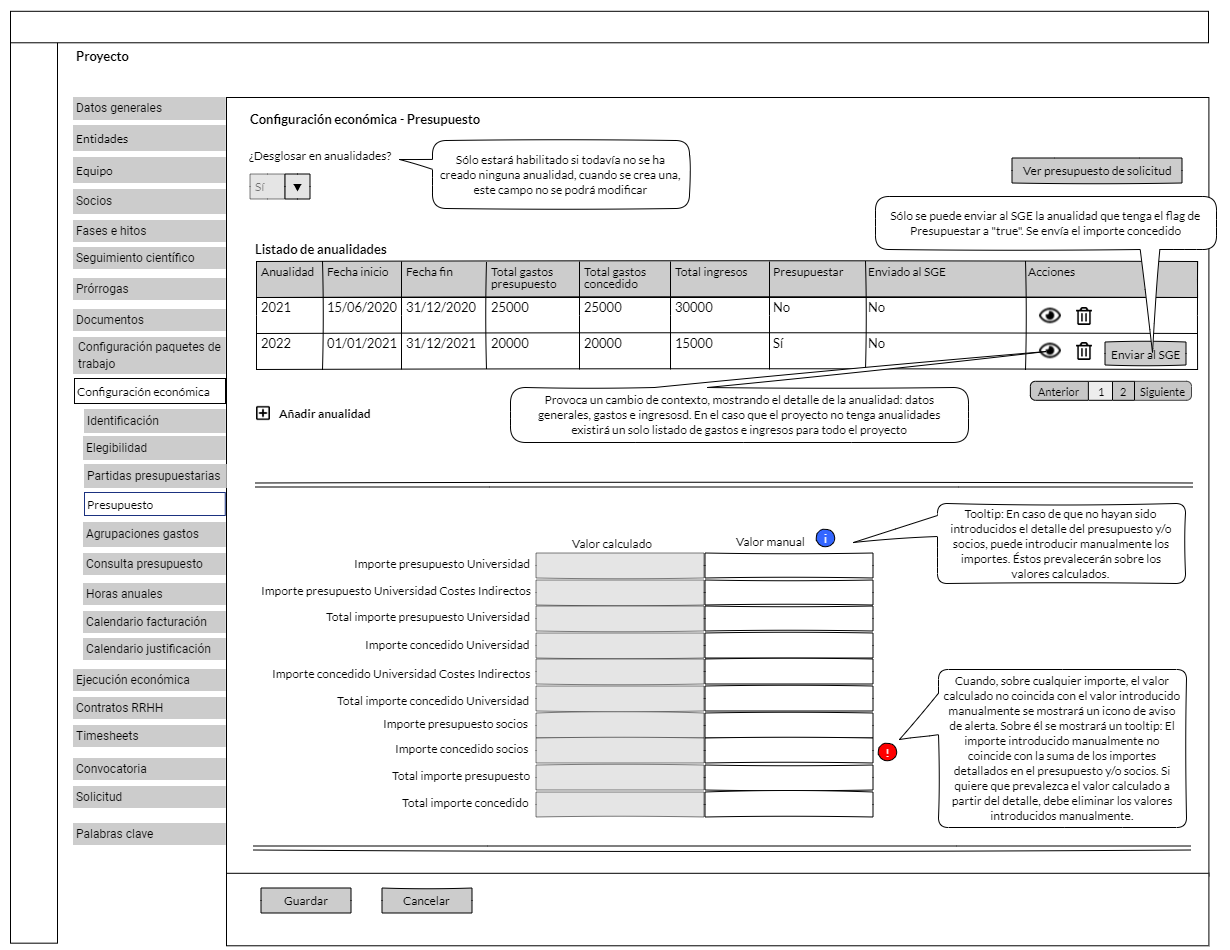 Proyecto
Datos generales
Entidades
Equipo
Socios
Fases e hitos
Seguimiento científico
Prórrogas
Documentos
Configuración paquetes de
trabajo
Configuración económica
Identificación
Elegibilidad
Partidas presupuestarias
Presupuesto
Agrupaciones gastos
Consulta presupuesto
Horas anuales
Calendario facturación
Calendario justificación
Ejecución económica
Contratos RRHH
Timesheets
Convocatoria
Solicitud
Palabras clave
Configuración económica - Presupuesto
¿Desglosar en anualidades?
Sí
Sólo estará habilitado si todavía no se ha
creado ninguna anualidad, cuando se crea una,
este campo no se podrá modificar
Ver presupuesto de solicitud
Sólo se puede enviar al SGE la anualidad que tenga el flag de
Presupuestar a "true". Se envía el importe concedido
Listado de anualidades
Anualidad Fecha inicio Fecha fin Total gastos presupuesto Total gastos concedido Total ingresos Presupuestar Enviado al SGE Acciones
2021 15/06/2020 31/12/2020 25000 25000 30000 No No
2022 01/01/2021 31/12/2021 20000 20000 15000 Sí No Enviar al SGE
Anterior 1 2 Siguiente
Añadir anualidad
Provoca un cambio de contexto, mostrando el detalle de la anualidad: datos
generales, gastos e ingresosd. En el caso que el proyecto no tenga anualidades
existirá un solo listado de gastos e ingresos para todo el proyecto
Valor calculado Valor manual i
Tooltip: En caso de que no hayan sido
introducidos el detalle del presupuesto y/o
socios, puede introducir manualmente los
importes. Éstos prevalecerán sobre los
valores calculados.
Importe presupuesto Universidad
Importe presupuesto Universidad Costes Indirectos
Total importe presupuesto Universidad
Importe concedido Universidad
Importe concedido Universidad Costes Indirectos
Total importe concedido Universidad
Importe presupuesto socios
Importe concedido socios
Total importe presupuesto
Total importe concedido
!
Cuando, sobre cualquier importe, el valor
calculado no coincida con el valor introducido
manualmente se mostrará un icono de aviso
de alerta. Sobre él se mostrará un tooltip: El
importe introducido manualmente no
coincide con la suma de los importes
detallados en el presupuesto y/o socios. Si
quiere que prevalezca el valor calculado a
partir del detalle, debe eliminar los valores
introducidos manualmente.
Guardar Cancelar